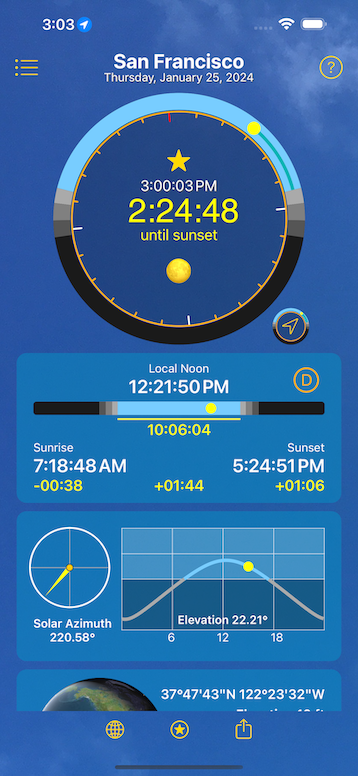 3:03
San Francisco
Thursday, January 25, 2024
?
3:00:03 PM
2:24:48
until sunset
Local Noon
12:21:50 PM
D
10:06:04
Sunrise Sunset
7:18:48 AM 5:24:51 PM
-00:38 +01:44 +01:06
Elevation 22.21°
Solar Azimuth
220.58°
6 12 18
37°47'43"N 122°23'32"W